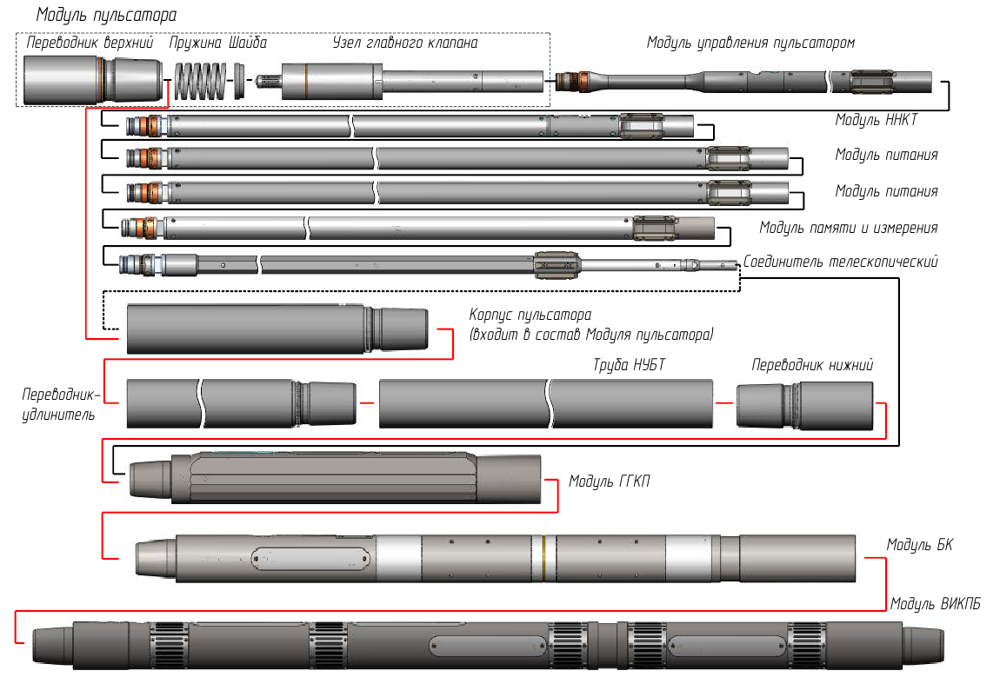 Модуль пульсатора
Переводник верхний
Пружина
Шайба
Узел главного клапана
Модуль управления пульсатором
Модуль ННКТ
Модуль питания
Модуль питания
Модуль памяти и измерения
Соединитель телескопический
Корпус пульсатора
(входит в состав Модуля пульсатора)
Труба НУБТ
Переводник нижний
Переводник-
удлинитель
Модуль ГГКП
Модуль БК
Модуль ВИКПБ